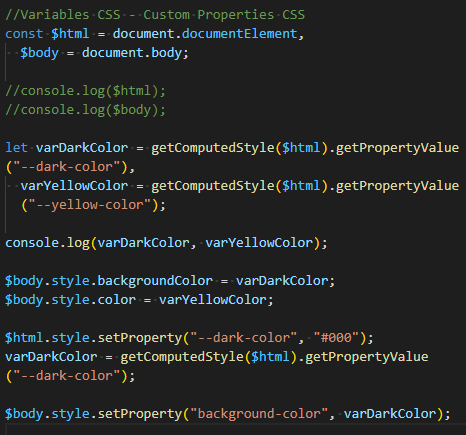 //Variables CSS - Custom Properties CSS
const $html = document.documentElement,
  $body = document.body;

//console.log($html);
//console.log($body);

let varDarkColor = getComputedStyle($html).getPropertyValue
("--dark-color"),
  varYellowColor = getComputedStyle($html).getPropertyValue
  ("--yellow-color");

console.log(varDarkColor, varYellowColor);

$body.style.backgroundColor = varDarkColor;
$body.style.color = varYellowColor;

$html.style.setProperty("--dark-color", "#000");
varDarkColor = getComputedStyle($html).getPropertyValue
("--dark-color");

$body.style.setProperty("background-color", varDarkColor);